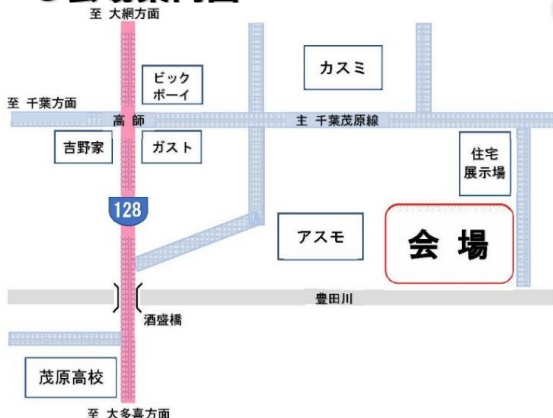 至 大網方面
ビック
ボーイ
カスミ
至 千葉方面
高 師
主 千葉茂原線
吉野家
ガスト
住宅
展示場
128
アスモ
会 場
豊田川
酒盛橋
茂原高校
至 大多喜方面